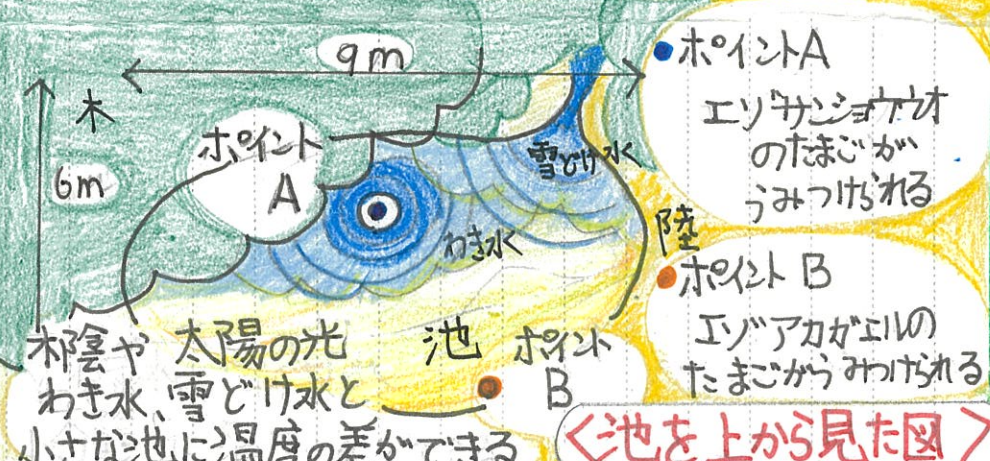 9m
木
6m
ポイント
A
雪どけ水
わき水
陸
池
ポイント
B
ポイントA
エゾサンショウウオ
のたまごが
うみつけられる
ポイント B
エゾアカガエルの
たまごがうみつけられる
木陰や太陽の光
わき水、雪どけ水と
小さな池に温度の差ができる
<池を上から見た図>